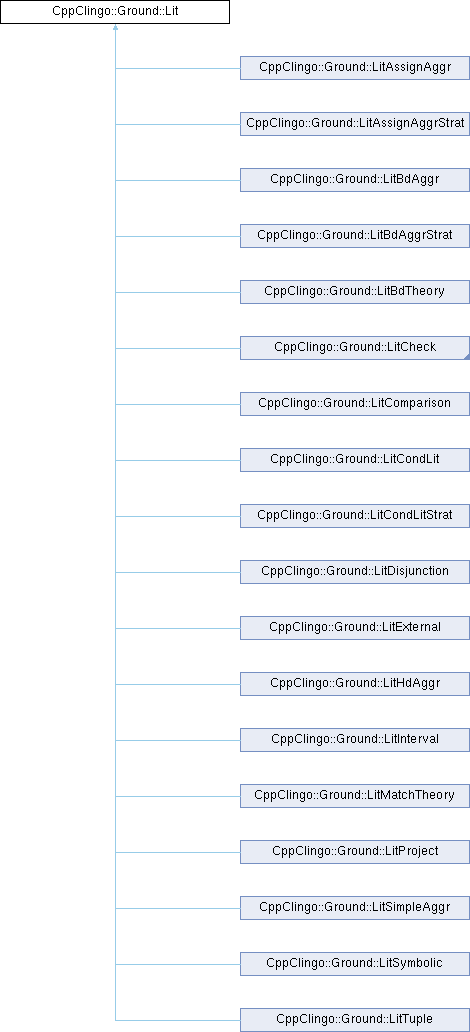 CppClingo::Ground::Lit
CppClingo::Ground::LitAssignAggr
CppClingo::Ground::LitAssignAggrStrat
CppClingo::Ground::LitBdAggr
CppClingo::Ground::LitBdAggrStrat
CppClingo::Ground::LitBdTheory
CppClingo::Ground::LitCheck
CppClingo::Ground::LitComparison
CppClingo::Ground::LitCondLit
CppClingo::Ground::LitCondLitStrat
CppClingo::Ground::LitDisjunction
CppClingo::Ground::LitExternal
CppClingo::Ground::LitHdAggr
CppClingo::Ground::LitInterval
CppClingo::Ground::LitMatchTheory
CppClingo::Ground::LitProject
CppClingo::Ground::LitSimpleAggr
CppClingo::Ground::LitSymbolic
CppClingo::Ground::LitTuple